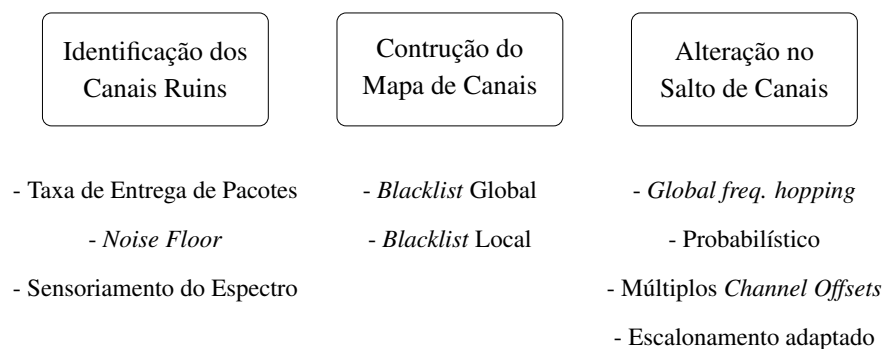 Identificação dos
Canais Ruins
Contrução do
Mapa de Canais
Alteração no
Salto de Canais
- Taxa de Entrega de Pacotes
- Noise Floor
- Sensoriamento do Espectro
- Blacklist Global
- Blacklist Local
- Global freq. hopping
- Probabilístico
- Múltiplos Channel Offsets
- Escalonamento adaptado